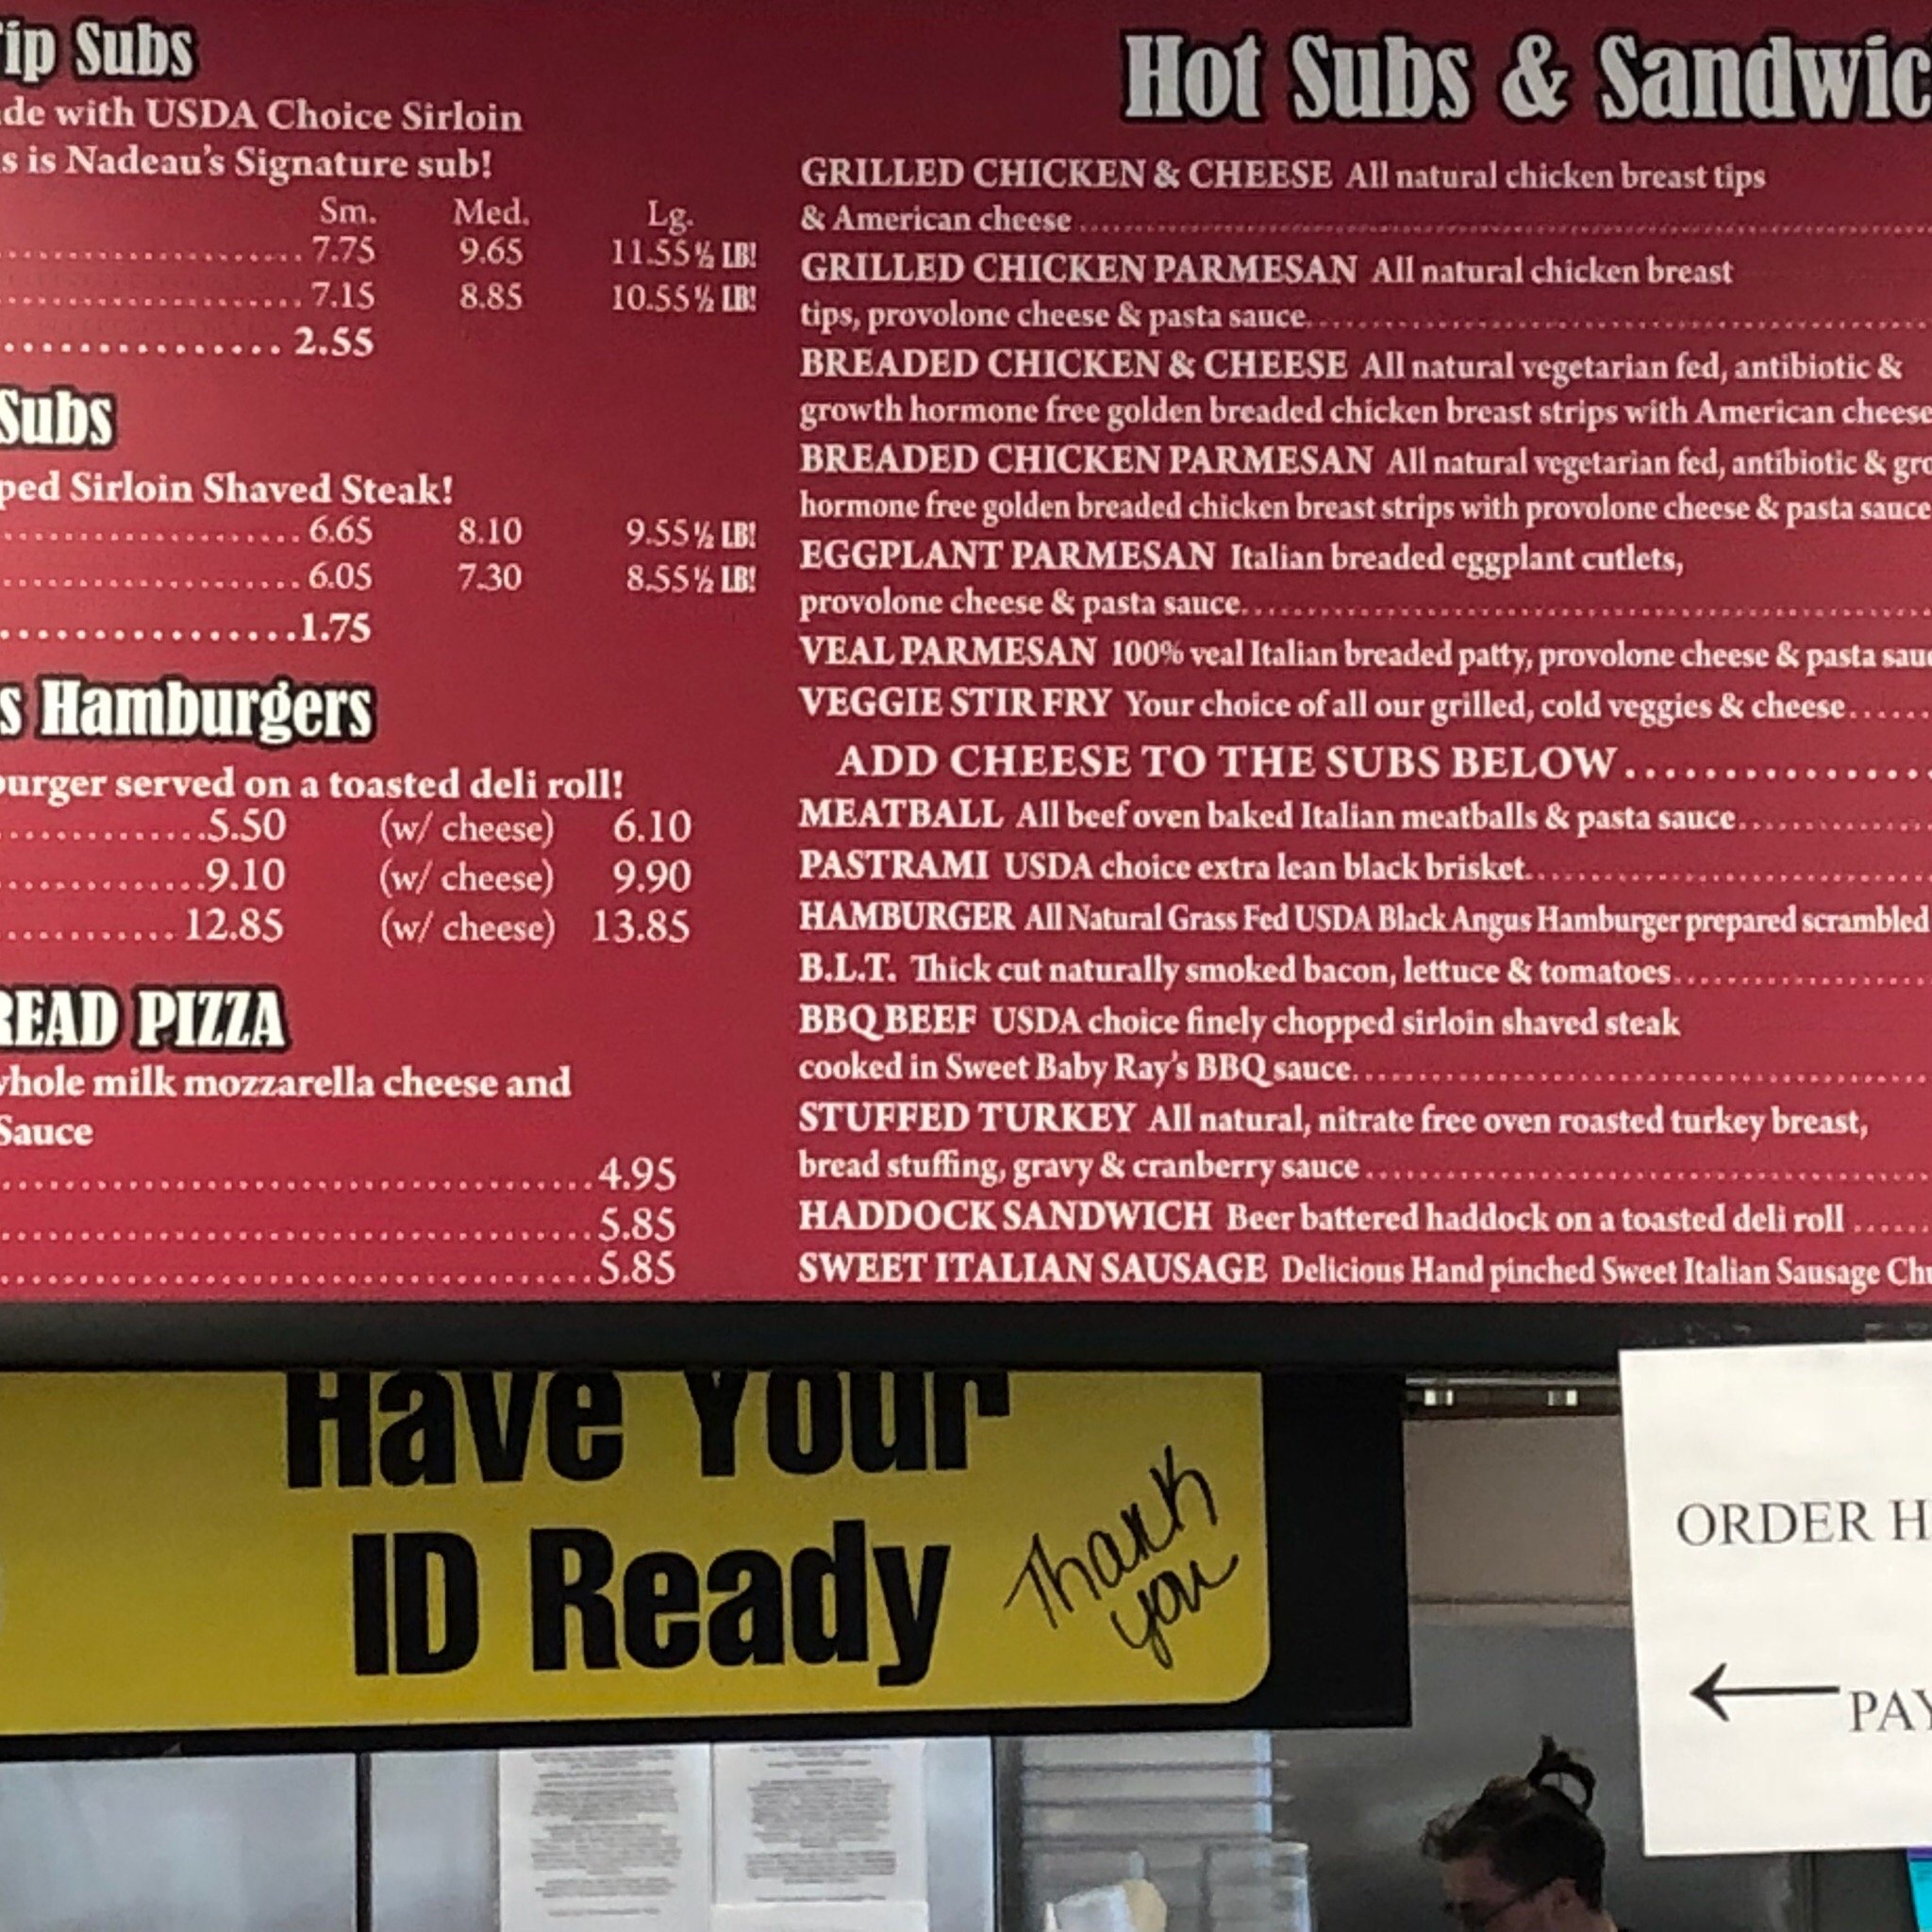 ip Subs
de with USDA Choice Sirloin
s is Nadeau's Signature sub!
Sm. Med. Lg.
7.75 9.65 11.55 ½ LB!
7.15 8.85 10.55 ½ LB!
2.55
Subs
ped Sirloin Shaved Steak!
6.65 8.10 9.55 ½ LB!
6.05 7.30 8.55 ½ LB!
1.75
s Hamburgers
burger served on a toasted deli roll!
5.50 (w/ cheese) 6.10
9.10 (w/ cheese) 9.90
12.85 (w/ cheese) 13.85
READ PIZZA
whole milk mozzarella cheese and
Sauce
4.95
5.85
5.85
Hot Subs & Sandwic
GRILLED CHICKEN & CHEESE All natural chicken breast tips
& American cheese
GRILLED CHICKEN PARMESAN All natural chicken breast
tips, provolone cheese & pasta sauce
BREADED CHICKEN & CHEESE All natural vegetarian fed, antibiotic &
growth hormone free golden breaded chicken breast strips with American cheese
BREADED CHICKEN PARMESAN All natural vegetarian fed, antibiotic & gro
hormone free golden breaded chicken breast strips with provolone cheese & pasta sauce
EGGPLANT PARMESAN Italian breaded eggplant cutlets,
provolone cheese & pasta sauce
VEAL PARMESAN 100% veal Italian breaded patty, provolone cheese & pasta sau
VEGGIE STIR FRY Your choice of all our grilled, cold veggies & cheese
ADD CHEESE TO THE SUBS BELOW
MEATBALL All beef oven baked Italian meatballs & pasta sauce
PASTRAMI USDA choice extra lean black brisket
HAMBURGER All Natural Grass Fed USDA Black Angus Hamburger prepared scrambled
B.L.T. Thick cut naturally smoked bacon, lettuce & tomatoes
BBQ BEEF USDA choice finely chopped sirloin shaved steak
cooked in Sweet Baby Ray's BBQ sauce
STUFFED TURKEY All natural, nitrate free oven roasted turkey breast,
bread stuffing, gravy & cranberry sauce
HADDOCK SANDWICH Beer battered haddock on a toasted deli roll
SWEET ITALIAN SAUSAGE Delicious Hand pinched Sweet Italian Sausage Chu
Have Your
ID Ready
Thank
you
ORDER H
← PAY